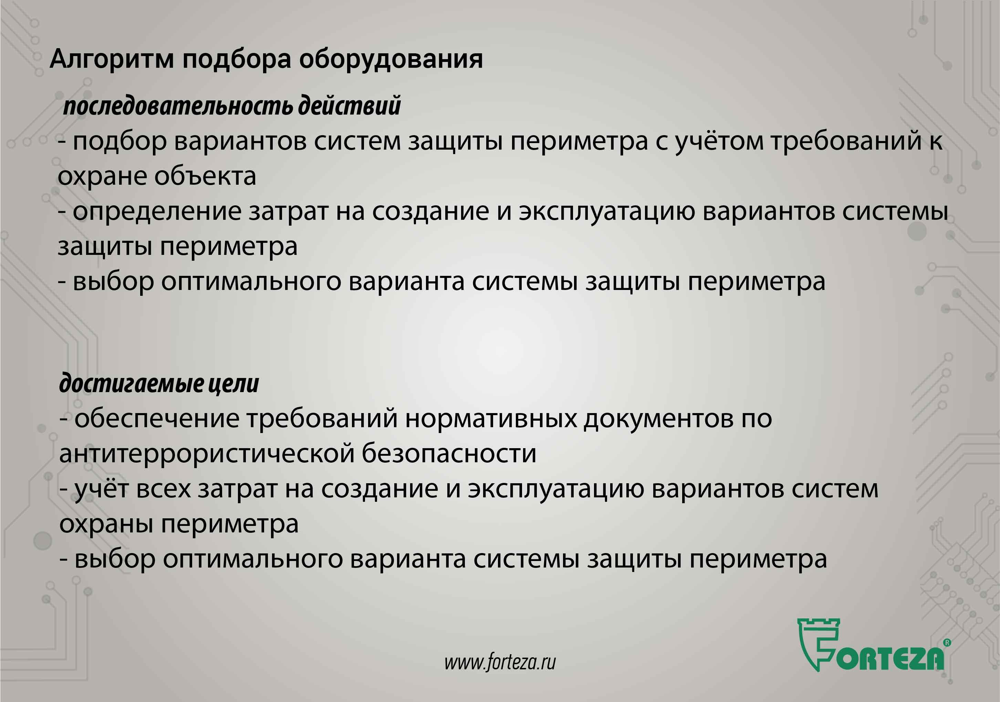 Алгоритм подбора оборудования
последовательность действий
- подбор вариантов систем защиты периметра с учётом требований к
охране объекта
- определение затрат на создание и эксплуатацию вариантов системы
защиты периметра
- выбор оптимального варианта системы защиты периметра
достигаемые цели
- обеспечение требований нормативных документов по
антитеррористической безопасности
- учёт всех затрат на создание и эксплуатацию вариантов систем
охраны периметра
- выбор оптимального варианта системы защиты периметра
www.forteza.ru
FORTEZA®